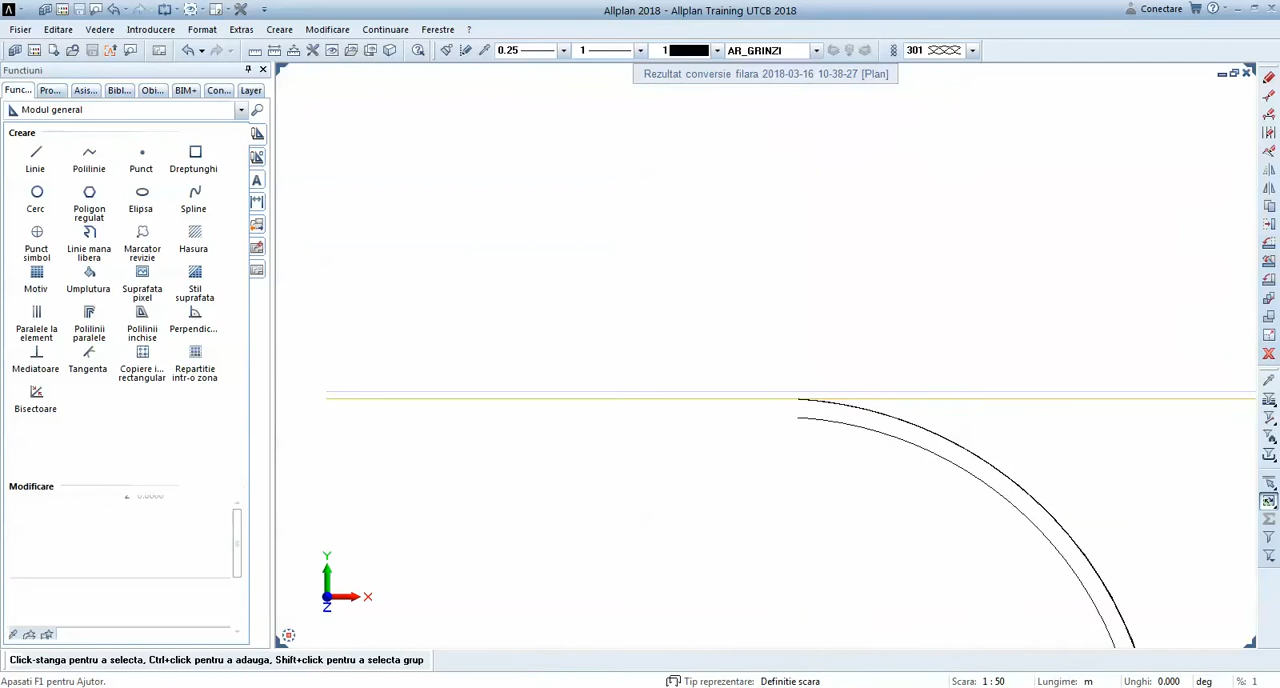 Allplan 2018 - Allplan Training UTCB 2018
Conectare
Fisier Editare Vedere Introducere Format Extras Creare Modificare Continuare Ferestre ?
0.25 1 1 AR_GRINZI 301
Functiuni
Rezultat conversie filara 2018-03-16 10-38-27 [Plan]
Func... Pro... Asis... Bibl... Obi... BIM+ Con... Layer
Modul general
Creare
Linie Polilinie Punct Dreptunghi
Cerc Poligon regulat Elipsa Spline
Punct simbol Linie mana libera Marcator revizie Hasura
Motiv Umplutura Suprafata pixel Stil suprafata
Paralele la element Polilinii paralele Polilinii inchise Perpendic...
Mediatoare Tangenta Copiere i... rectangular Repartitie intr-o zona
Bisectoare
Modificare
Y
X
Z
Click-stanga pentru a selecta, Ctrl+click pentru a adauga, Shift+click pentru a selecta grup
Apasati F1 pentru Ajutor. Tip reprezentare: Definitie scara Scara: 1 : 50 Lungime: m Unghi: 0.000 deg %: 1